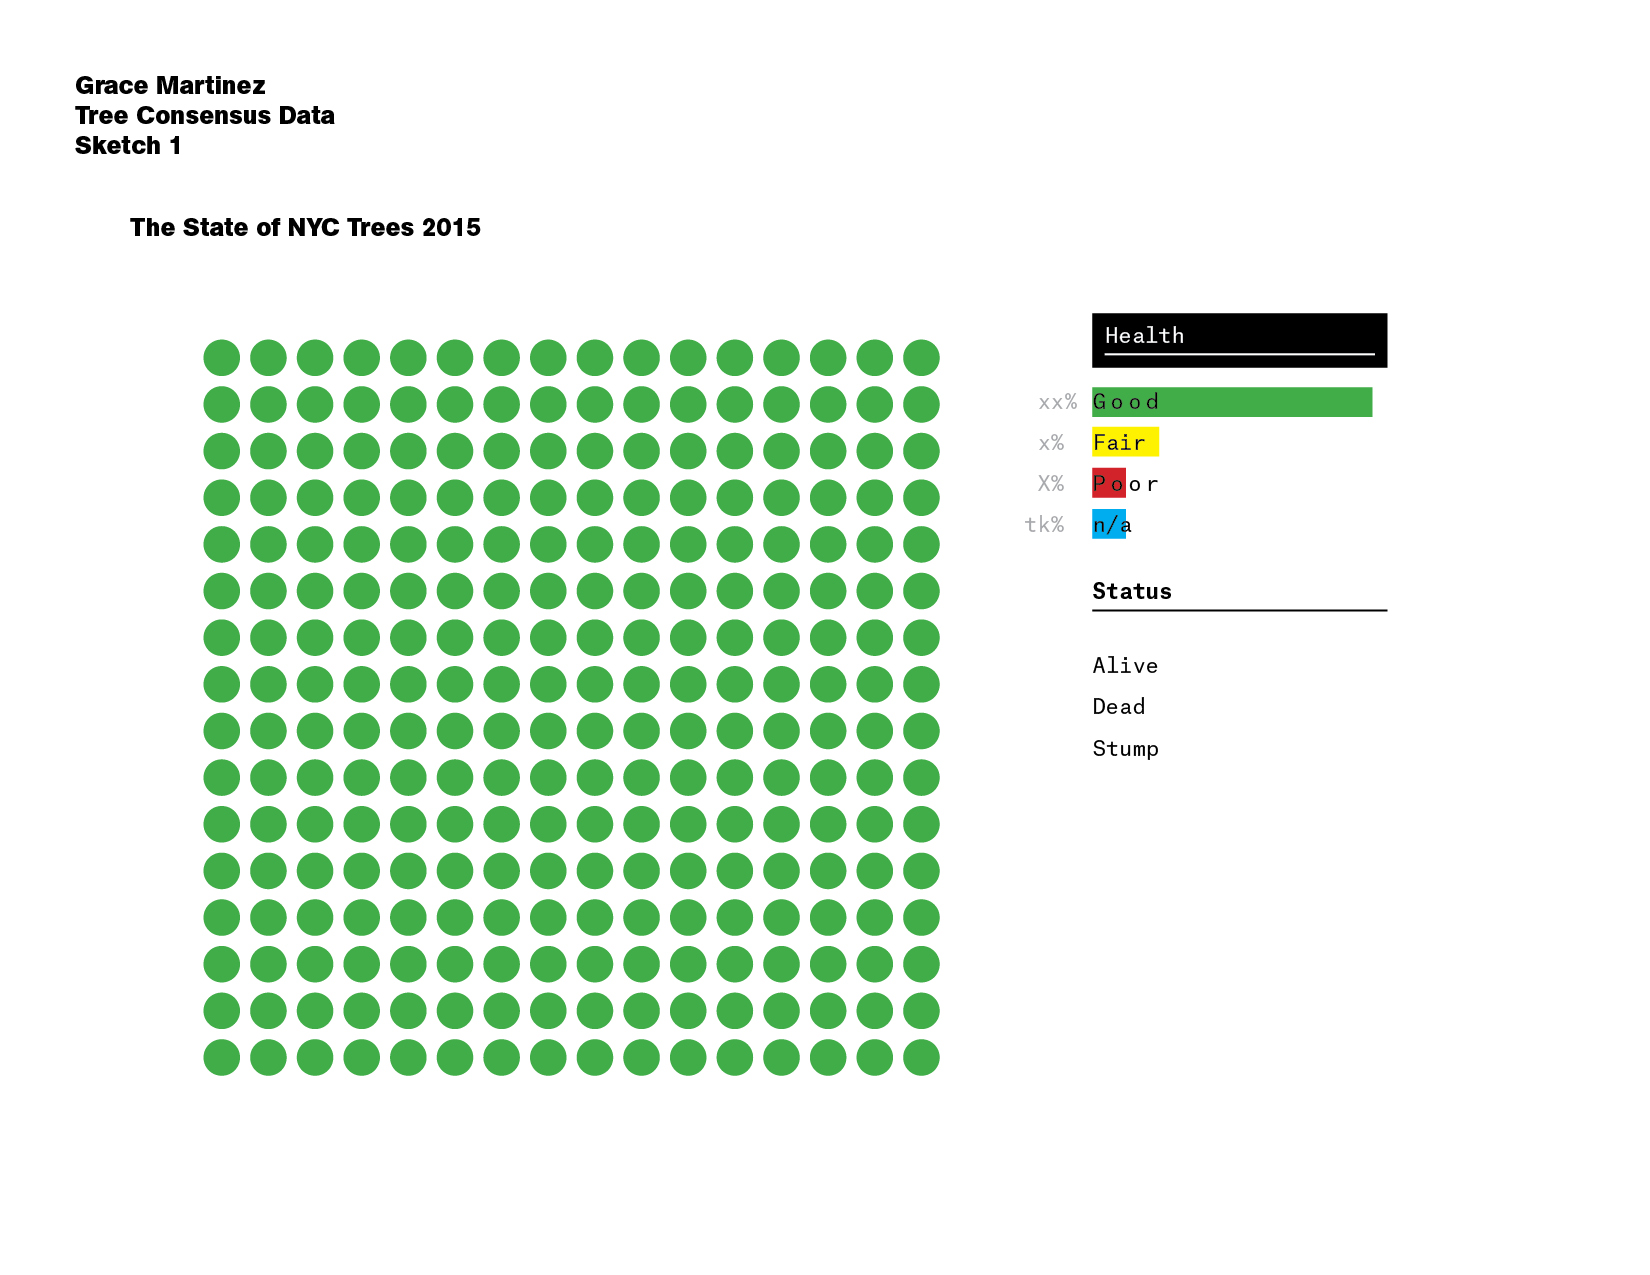 Grace Martinez
Tree Consensus Data
Sketch 1
The State of NYC Trees 2015
Health
xx% Good
x% Fair
X% Poor
tk% n/a
Status
Alive
Dead
Stump